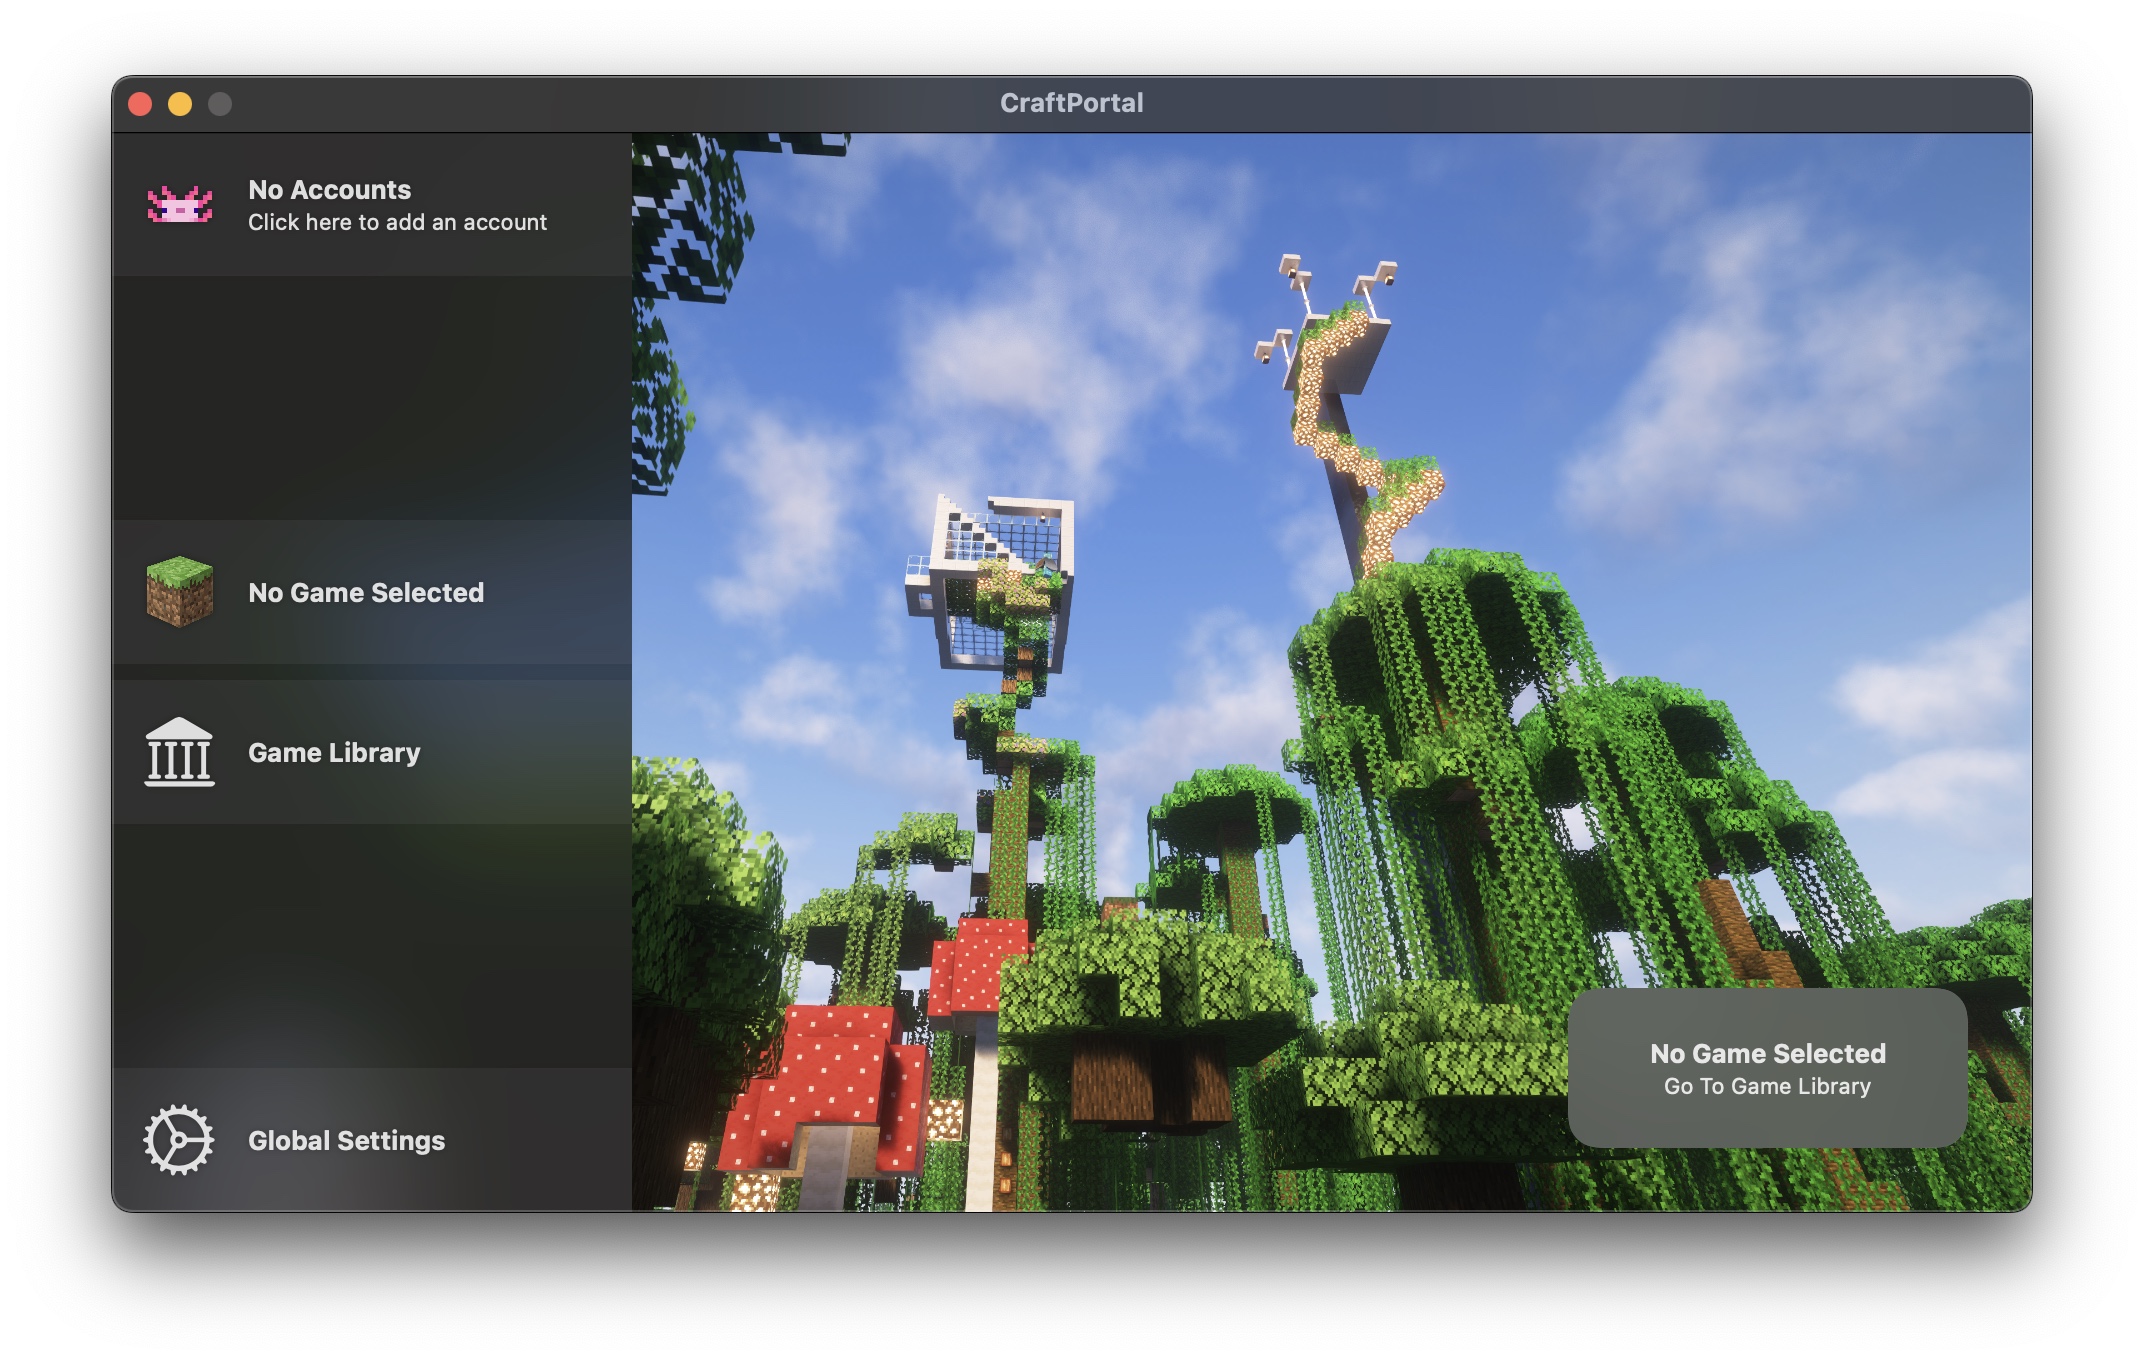 CraftPortal
No Accounts
Click here to add an account
No Game Selected
Game Library
Global Settings
No Game Selected
Go To Game Library